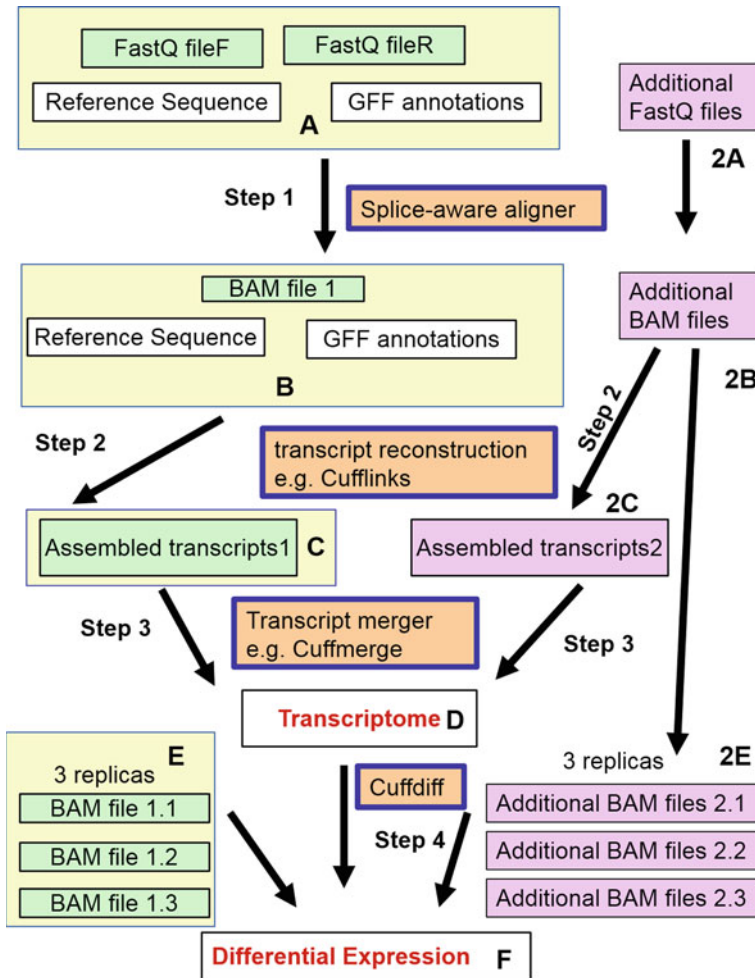 FastQ fileF
FastQ fileR
Reference Sequence
GFF annotations
A
Additional
FastQ files
2A
Step 1
Splice-aware aligner
BAM file 1
Reference Sequence
GFF annotations
B
Additional
BAM files
2B
Step 2
transcript reconstruction
e.g. Cufflinks
Step 2
2C
Assembled transcripts1
C
Assembled transcripts2
Step 3
Transcript merger
e.g. Cuffmerge
Step 3
Transcriptome D
E
3 replicas
BAM file 1.1
BAM file 1.2
BAM file 1.3
Cuffdiff
Step 4
2E
3 replicas
Additional BAM files 2.1
Additional BAM files 2.2
Additional BAM files 2.3
Differential Expression F